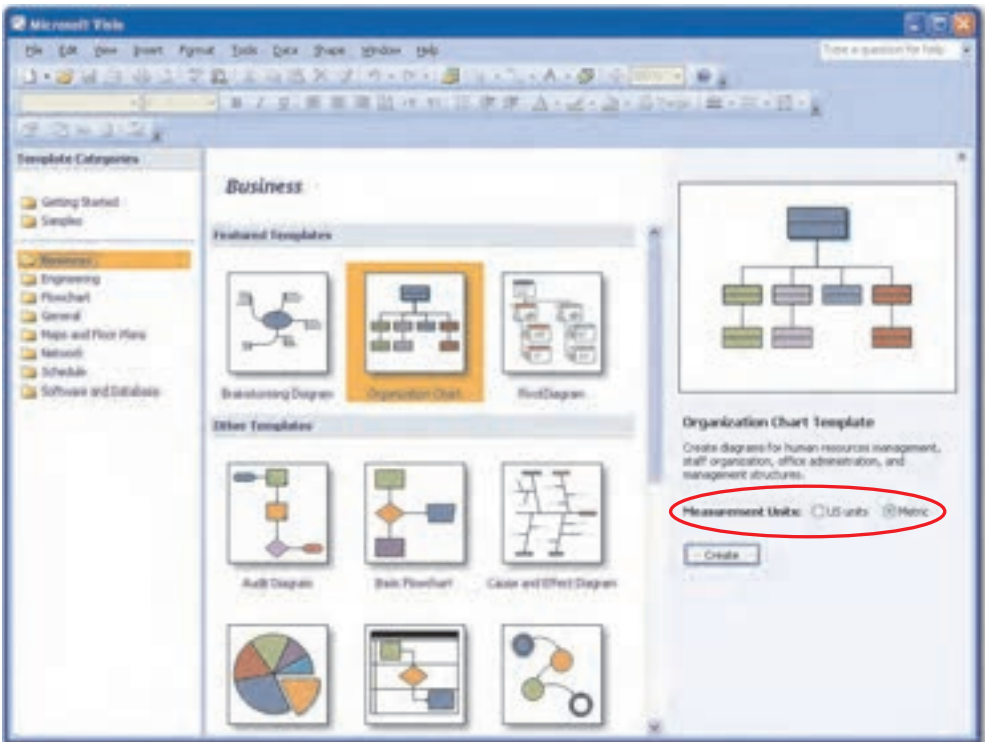 Microsoft Visio
File Edit View Insert Format Tools Data Shape Window Help
Type a question for help
Template Categories
Getting Started
Samples
Business
Engineering
Flowchart
General
Maps and Floor Plans
Network
Schedule
Software and Database
Business
Featured Templates
Brainstorming Diagram Organization Chart PivotDiagram
Other Templates
Audit Diagram Basic Flowchart Cause and Effect Diagram
Organization Chart Template
Create diagrams for human resources management,
staff organization, office administration, and
management structures.
Measurement Units: US units Metric
Create